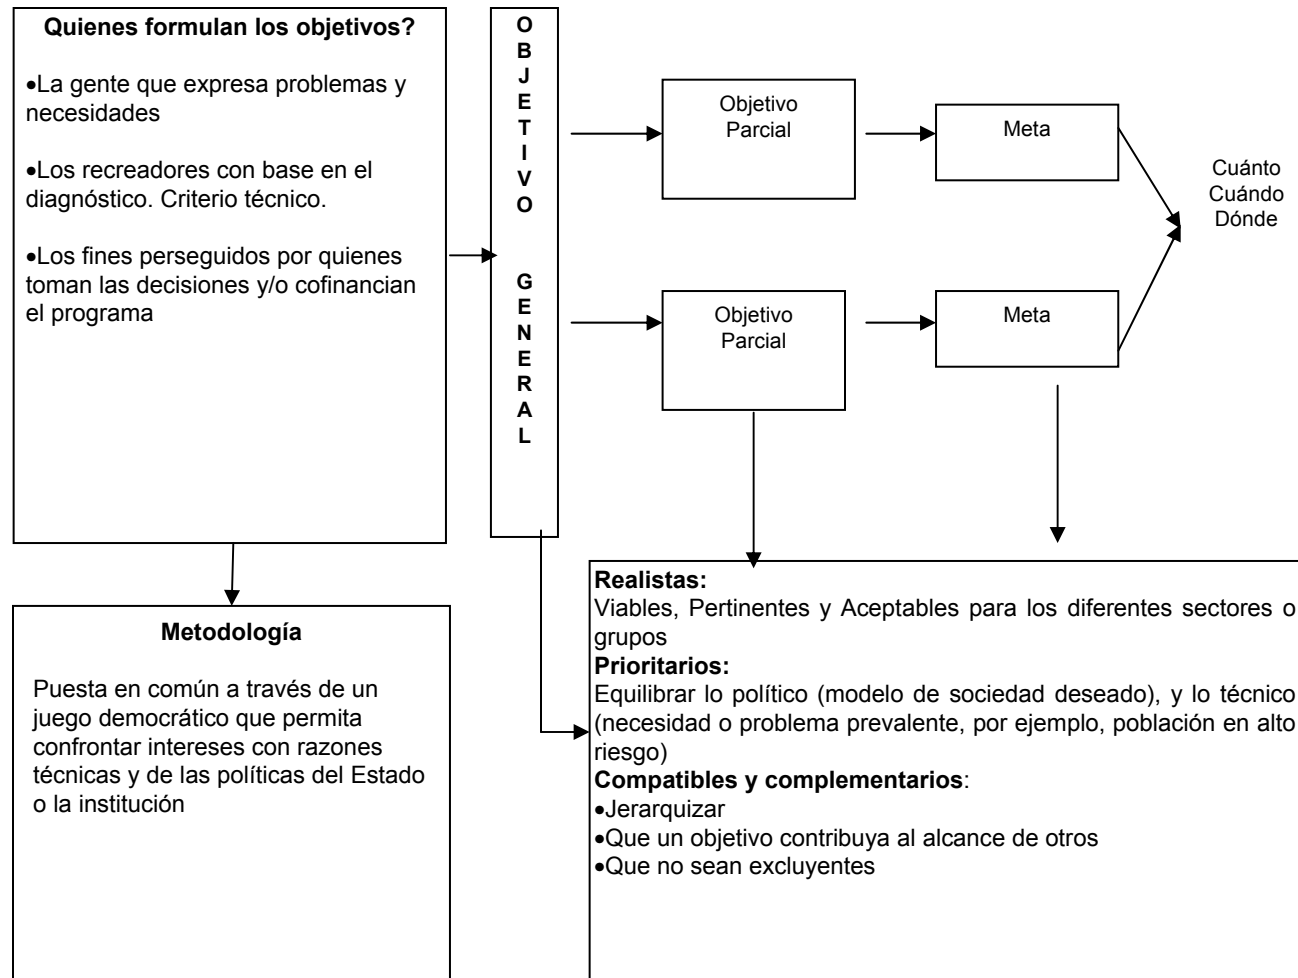 Quienes formulan los objetivos?
•La gente que expresa problemas y
necesidades
•Los recreadores con base en el
diagnóstico. Criterio técnico.
•Los fines perseguidos por quienes
toman las decisiones y/o cofinancian
el programa
Metodología
Puesta en común a través de un
juego democrático que permita
confrontar intereses con razones
técnicas y de las políticas del Estado
o la institución
O
B
J
E
T
I
V
O
G
E
N
E
R
A
L
Objetivo
Parcial
Meta
Objetivo
Parcial
Meta
Cuánto
Cuándo
Dónde
Realistas:
Viables, Pertinentes y Aceptables para los diferentes sectores o
grupos
Prioritarios:
Equilibrar lo político (modelo de sociedad deseado), y lo técnico
(necesidad o problema prevalente, por ejemplo, población en alto
riesgo)
Compatibles y complementarios:
•Jerarquizar
•Que un objetivo contribuya al alcance de otros
•Que no sean excluyentes